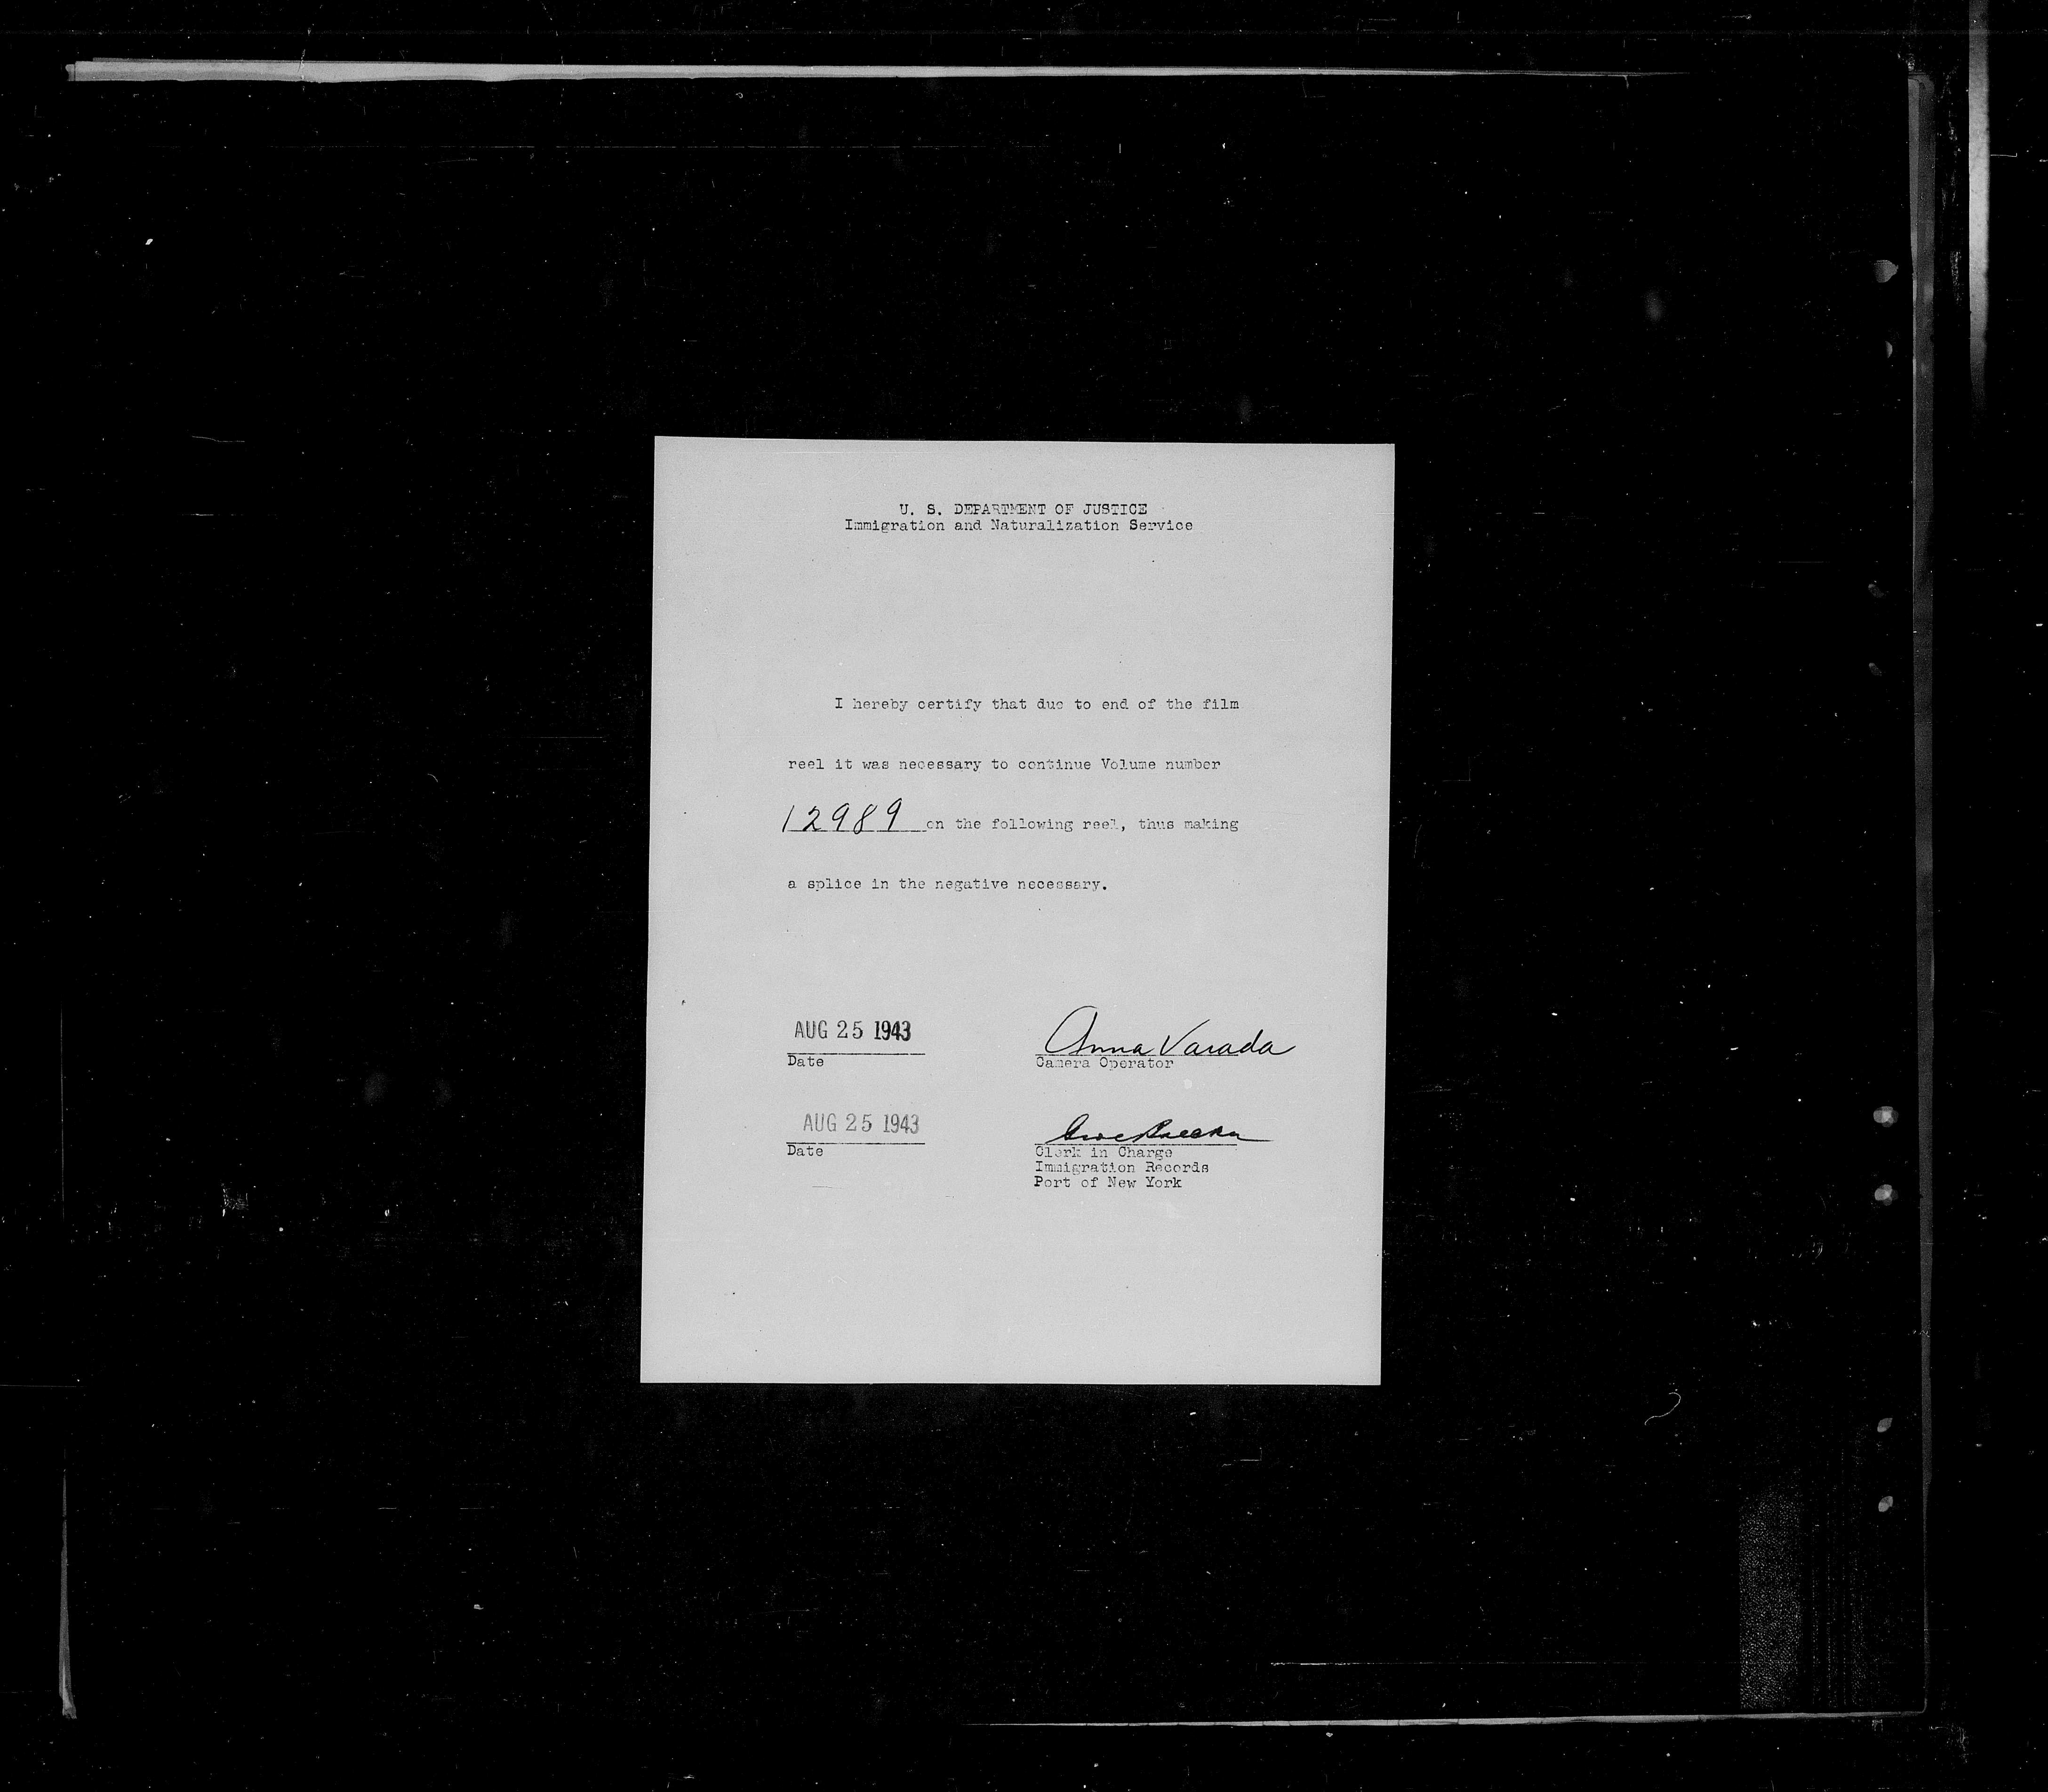 U. S. DEPARTMENT OF JUSTICE
Immigration and Naturalization Service
I hereby certify that due to end of the film
reel it was necessary to continue Volume number
12989 on the following reel, thus making
a splice in the negative necessary.
AUG 25 1943 Anna Varada
Date Camera Operator
AUG 25 1943
Date Clerk in Charge
Immigration Records
Port of New York